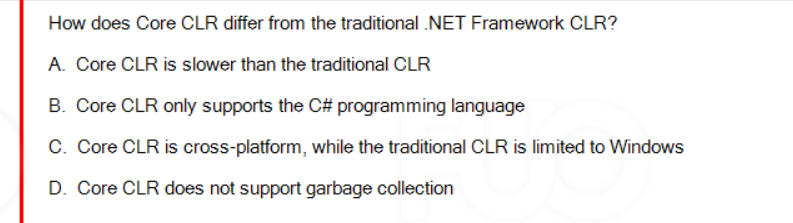 How does Core CLR differ from the traditional .NET Framework CLR?
A. Core CLR is slower than the traditional CLR
B. Core CLR only supports the C# programming language
C. Core CLR is cross-platform, while the traditional CLR is limited to Windows
D. Core CLR does not support garbage collection